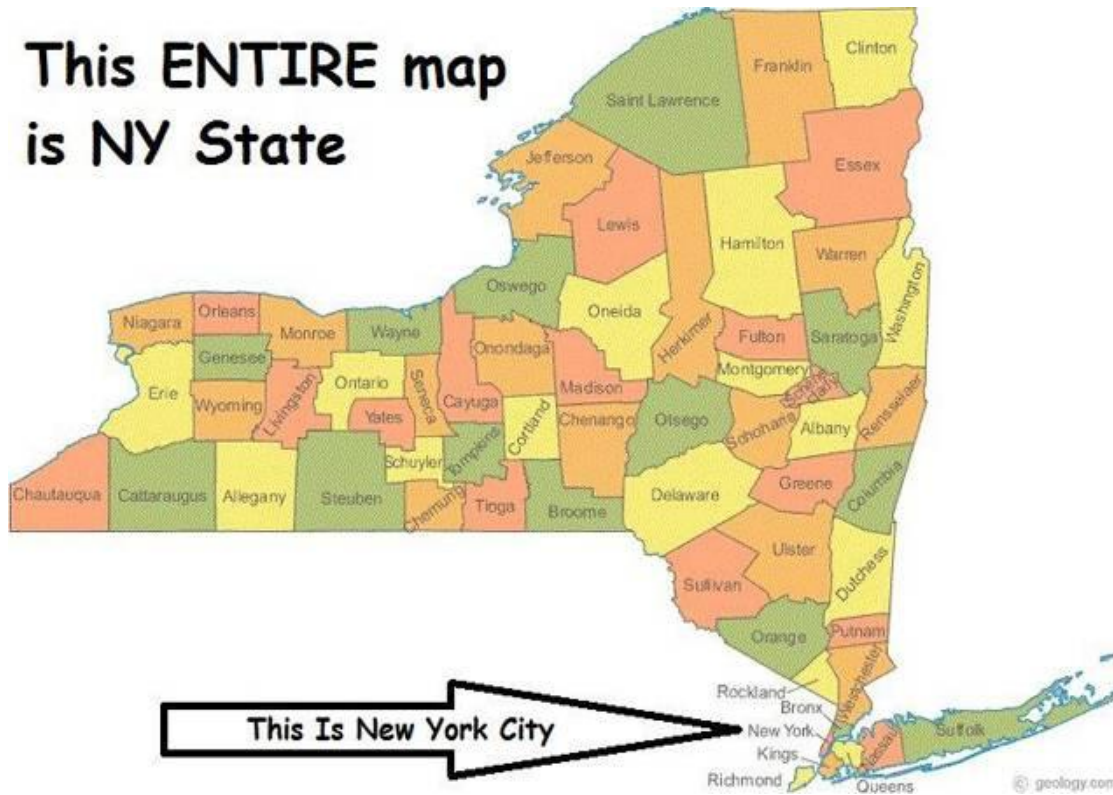 This ENTIRE map
is NY State
Clinton
Franklin
Saint Lawrence
Jefferson
Essex
Lewis
Hamilton
Warren
Washington
Oswego
Oneida
Herkimer
Niagara
Orleans
Monroe
Wayne
Fulton
Saratoga
Genesee
Onondaga
Montgomery
Erie
Ontario
Seneca
Madison
Schenectady
Wyoming
Livingston
Yates
Cayuga
Cortland
Chenango
Otsego
Schoharie
Albany
Rensselaer
Schuyler
Tompkins
Chautauqua
Cattaraugus
Allegany
Steuben
Chemung
Tioga
Broome
Delaware
Greene
Columbia
Ulster
Dutchess
Sullivan
Orange
Putnam
Rockland
Westchester
Bronx
This Is New York City
New York
Suffolk
Nassau
Kings
Richmond
Queens
© geology.com